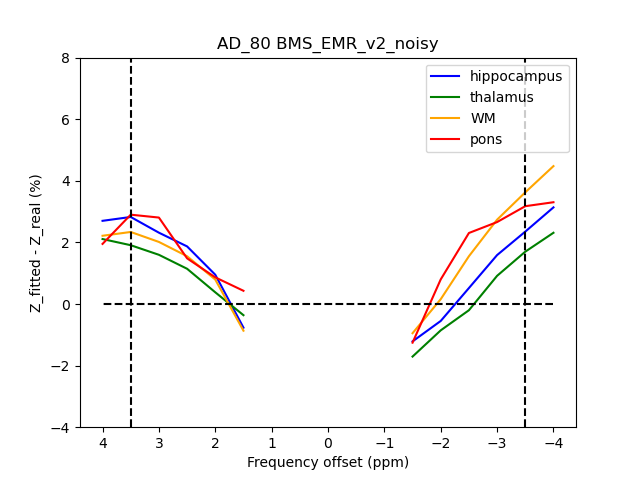 AD_80 BMS_EMR_v2_noisy
hippocampus
thalamus
WM
pons
Z_fitted - Z_real (%)
8
6
4
2
0
−2
−4
4
3
2
1
0
−1
−2
−3
−4
Frequency offset (ppm)